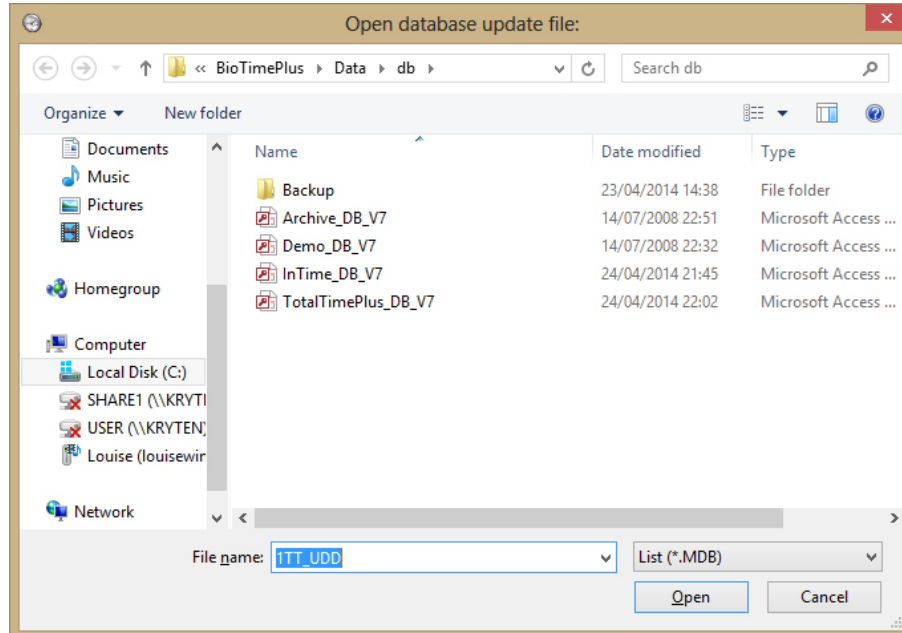 Open database update file:
« BioTimePlus Data db
Search db
Organize New folder
Name Date modified Type
Documents
Music
Pictures
Videos
Homegroup
Computer
Local Disk (C:)
SHARE1 (\\KRYTI
USER (\\KRYTEN)
Louise (louisewir
Network
Backup 23/04/2014 14:38 File folder
Archive_DB_V7 14/07/2008 22:51 Microsoft Access ...
Demo_DB_V7 14/07/2008 22:32 Microsoft Access ...
InTime_DB_V7 24/04/2014 21:45 Microsoft Access ...
TotalTimePlus_DB_V7 24/04/2014 22:02 Microsoft Access ...
File name: 1TT_UDD List (*.MDB)
Open Cancel